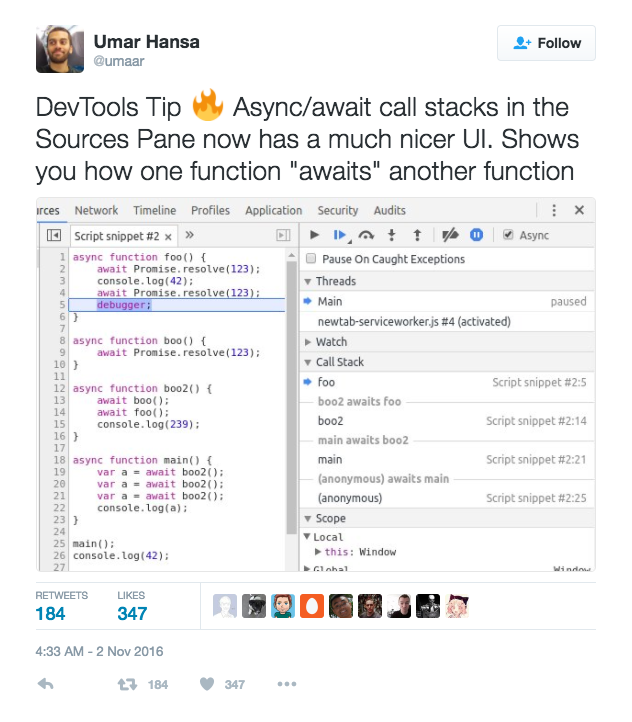 Umar Hansa
@umaar
Follow
DevTools Tip 🔥 Async/await call stacks in the
Sources Pane now has a much nicer UI. Shows
you how one function "awaits" another function
urces Network Timeline Profiles Application Security Audits
Script snippet #2 × »
Async
1 async function foo() {
2 await Promise.resolve(123);
3 console.log(42);
4 await Promise.resolve(123);
5 debugger;
6 }
7
8 async function boo() {
9 await Promise.resolve(123);
10 }
11
12 async function boo2() {
13 await boo();
14 await foo();
15 console.log(239);
16 }
17
18 async function main() {
19 var a = await boo2();
20 var a = await boo2();
21 var a = await boo2();
22 console.log(a);
23 }
24
25 main();
26 console.log(42);
27
Pause On Caught Exceptions
Threads
Main paused
newtab-serviceworker.js #4 (activated)
Watch
Call Stack
foo Script snippet #2:5
boo2 awaits foo
boo2 Script snippet #2:14
main awaits boo2
main Script snippet #2:21
(anonymous) awaits main
(anonymous) Script snippet #2:25
Scope
Local
this: Window
Global Window
RETWEETS LIKES
184 347
4:33 AM - 2 Nov 2016
184 347